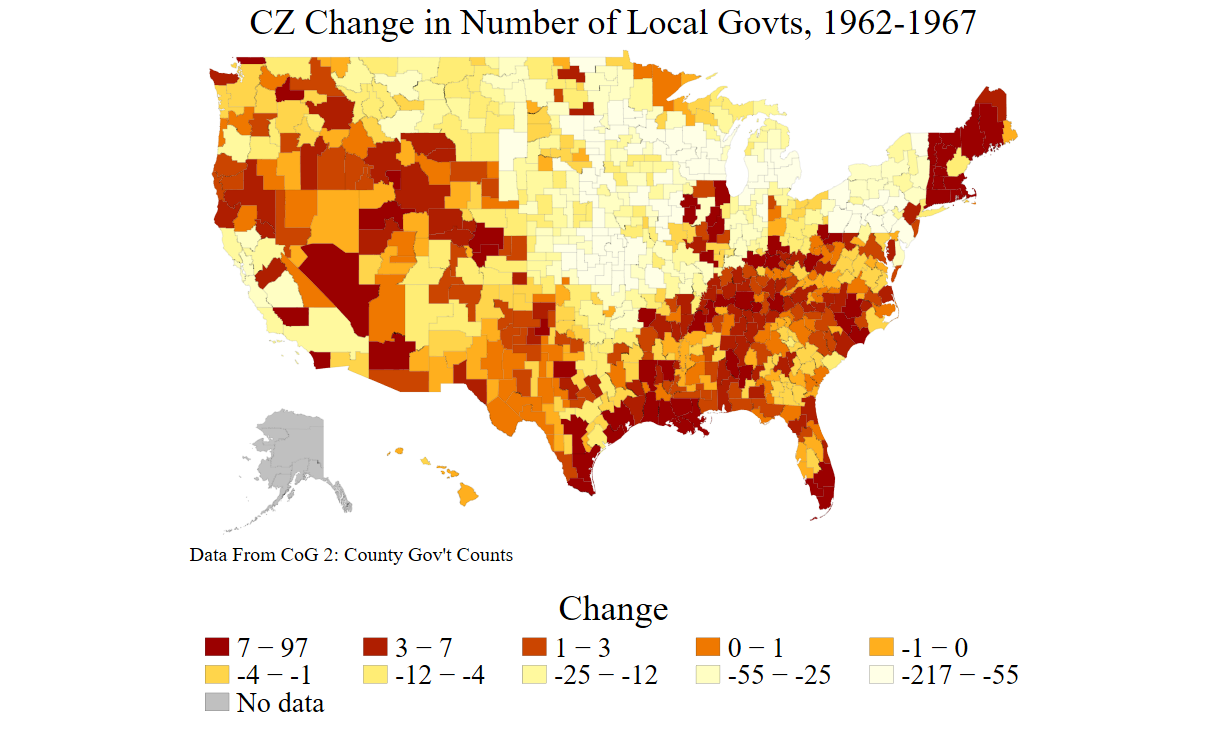 CZ Change in Number of Local Govts, 1962-1967
Data From CoG 2: County Gov't Counts
Change
7 − 97 3 − 7 1 − 3 0 − 1 -1 − 0
-4 − -1 -12 − -4 -25 − -12 -55 − -25 -217 − -55
No data